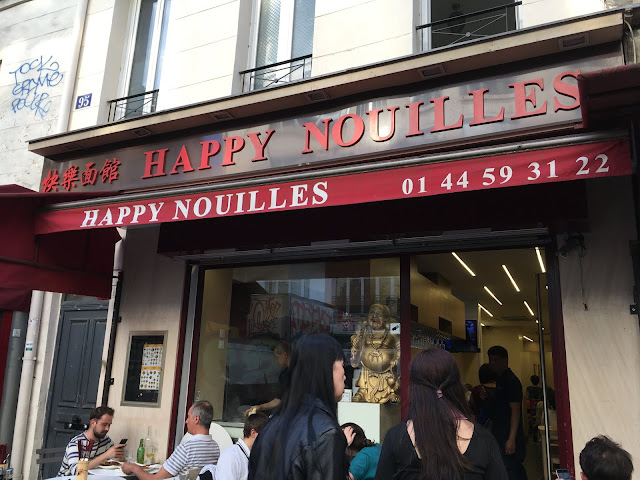 快樂面館 HAPPY NOUILLES
HAPPY NOUILLES 01 44 59 31 22
95